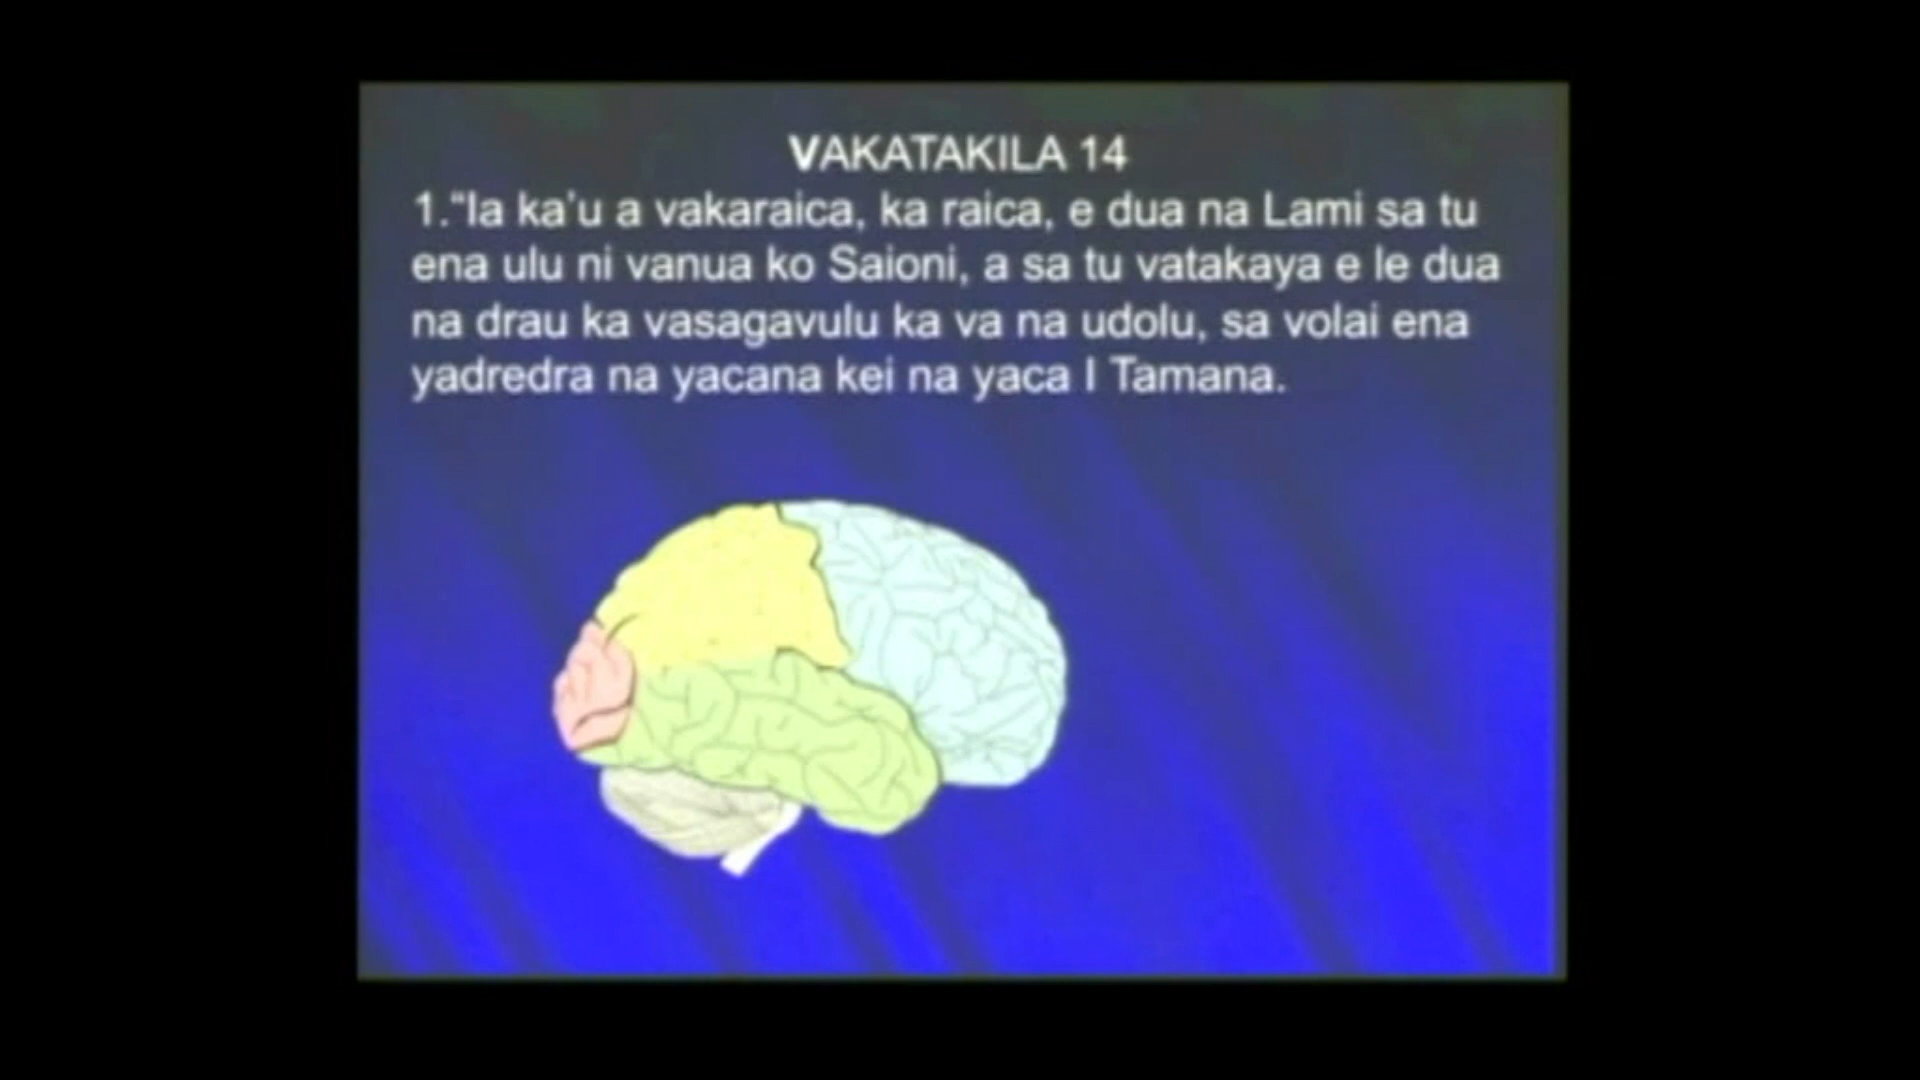 VAKATAKILA 14
1.“Ia ka’u a vakaraica, ka raica, e dua na Lami sa tu
ena ulu ni vanua ko Saioni, a sa tu vatakaya e le dua
na drau ka vasagavulu ka va na udolu, sa volai ena
yadredra na yacana kei na yaca I Tamana.